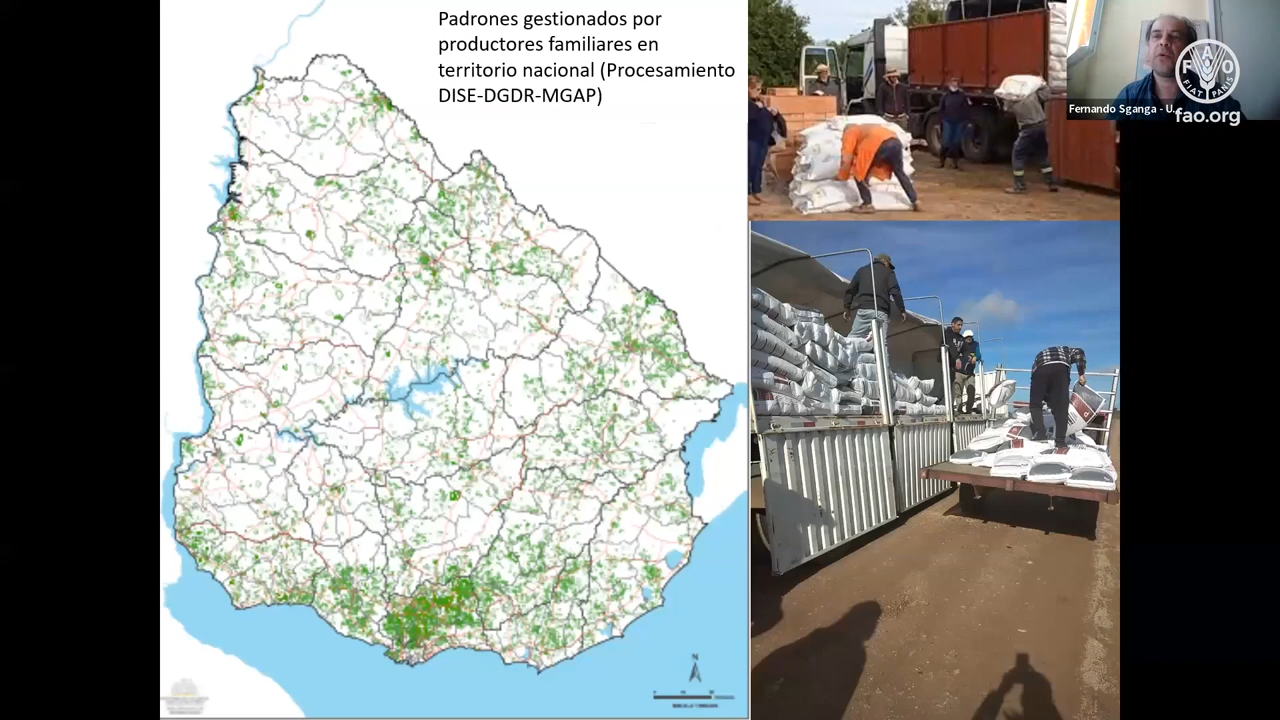 Padrones gestionados por
productores familiares en
territorio nacional (Procesamiento
DISE-DGDR-MGAP)
Fernando Sganga - U...
FIAT PANIS
fao.org
N